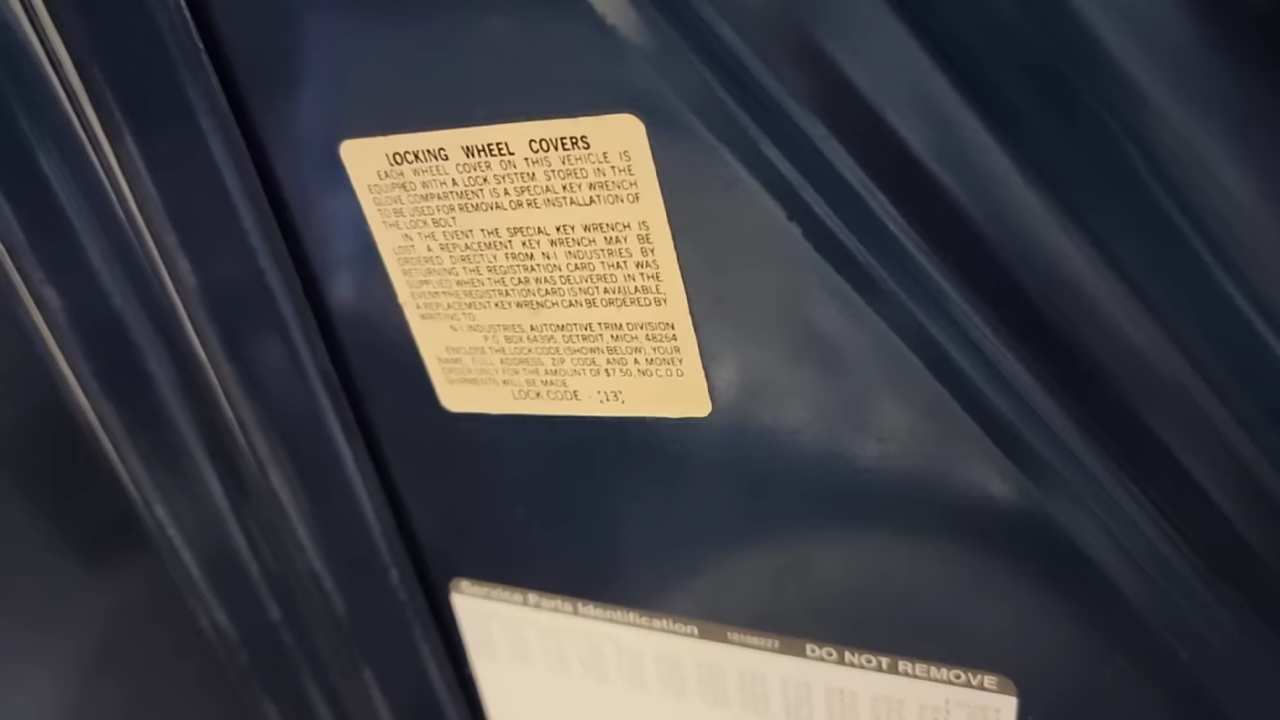 LOCKING WHEEL COVERS
EACH WHEEL COVER ON THIS VEHICLE IS
EQUIPPED WITH A LOCK SYSTEM. STORED IN THE
GLOVE COMPARTMENT IS A SPECIAL KEY WRENCH
TO BE USED FOR REMOVAL OR RE-INSTALLATION OF
THE LOCK BOLT
IN THE EVENT THE SPECIAL KEY WRENCH IS
LOST, A REPLACEMENT KEY WRENCH MAY BE
ORDERED DIRECTLY FROM N-I INDUSTRIES BY
RETURNING THE REGISTRATION CARD THAT WAS
SUPPLIED WHEN THE CAR WAS DELIVERED IN THE
EVENT THE REGISTRATION CARD IS NOT AVAILABLE,
A REPLACEMENT KEY WRENCH CAN BE ORDERED BY
WRITING TO:
N-I INDUSTRIES, AUTOMOTIVE TRIM DIVISION
P.O. BOX 64395, DETROIT, MICH. 48264
ENCLOSE THE LOCK CODE (SHOWN BELOW), YOUR
NAME, FULL ADDRESS, ZIP CODE, AND A MONEY
ORDER ONLY FOR THE AMOUNT OF $7.50, NO C.O.D
SHIPMENTS WILL BE MADE
LOCK CODE - [13]
Service Parts Identification DO NOT REMOVE